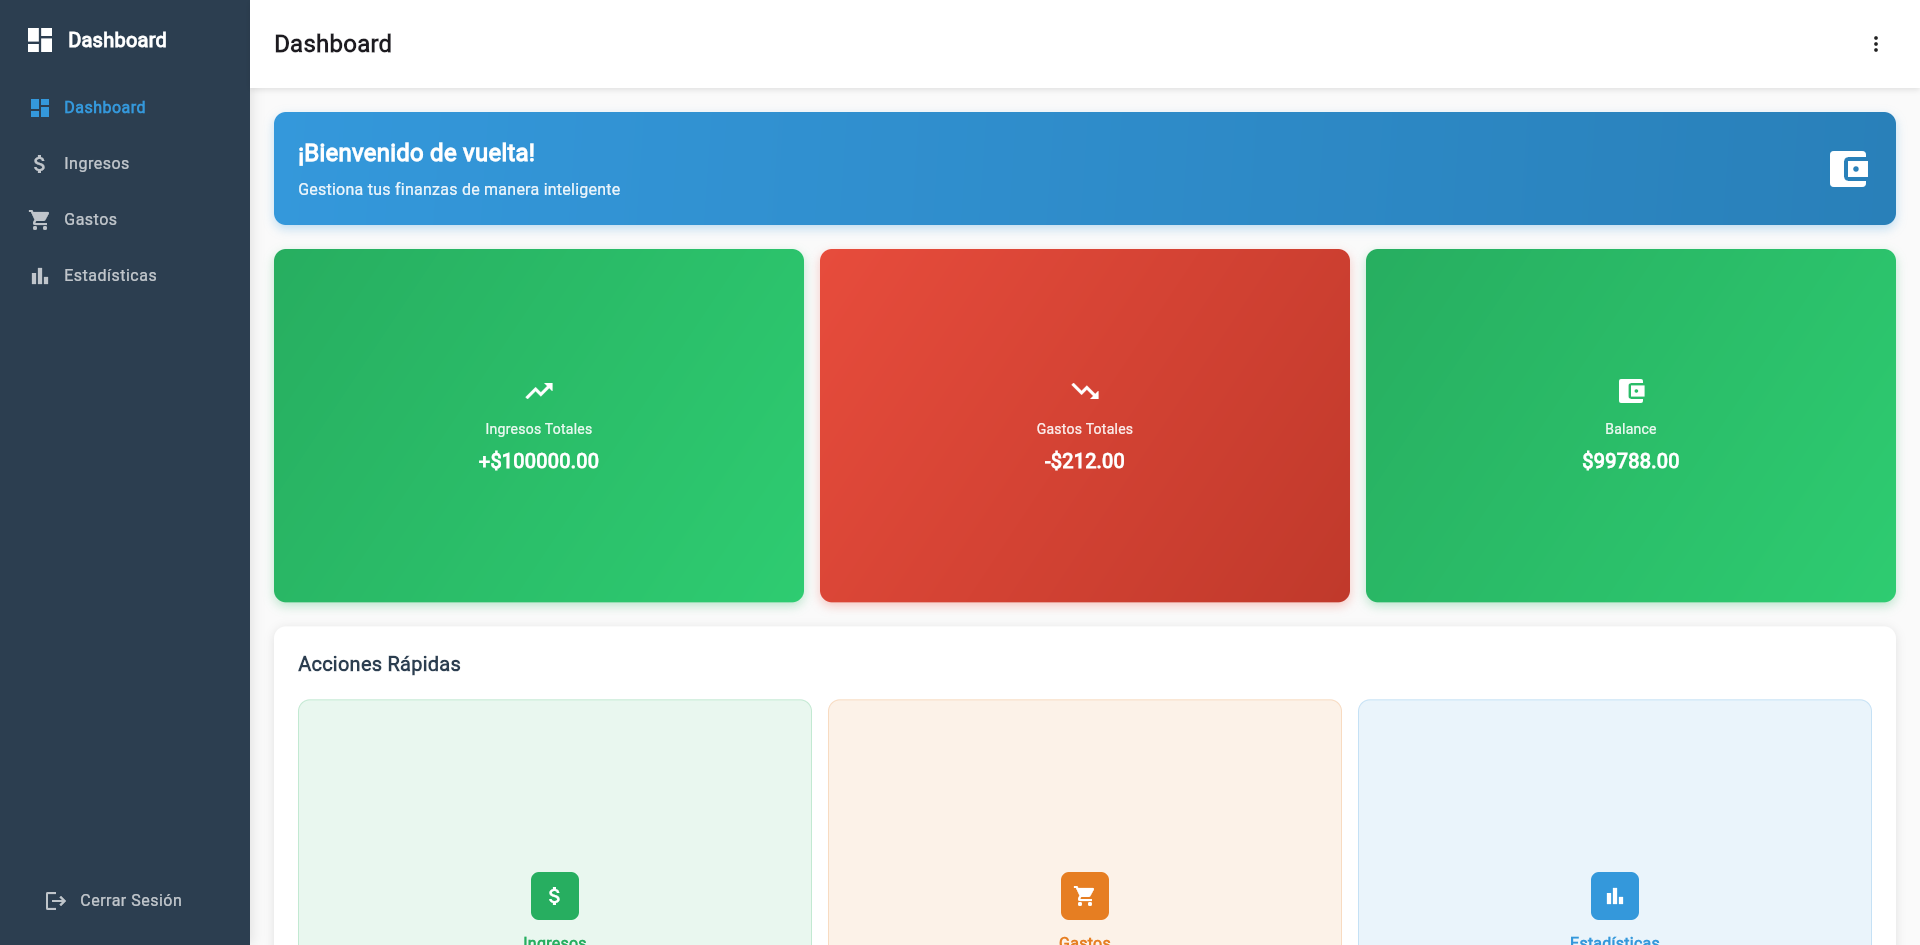 Dashboard
Dashboard
Ingresos
Gastos
Estadísticas
Cerrar Sesión
Dashboard
¡Bienvenido de vuelta!
Gestiona tus finanzas de manera inteligente
Ingresos Totales
+$100000.00
Gastos Totales
-$212.00
Balance
$99788.00
Acciones Rápidas
Ingresos
Gastos
Estadísticas